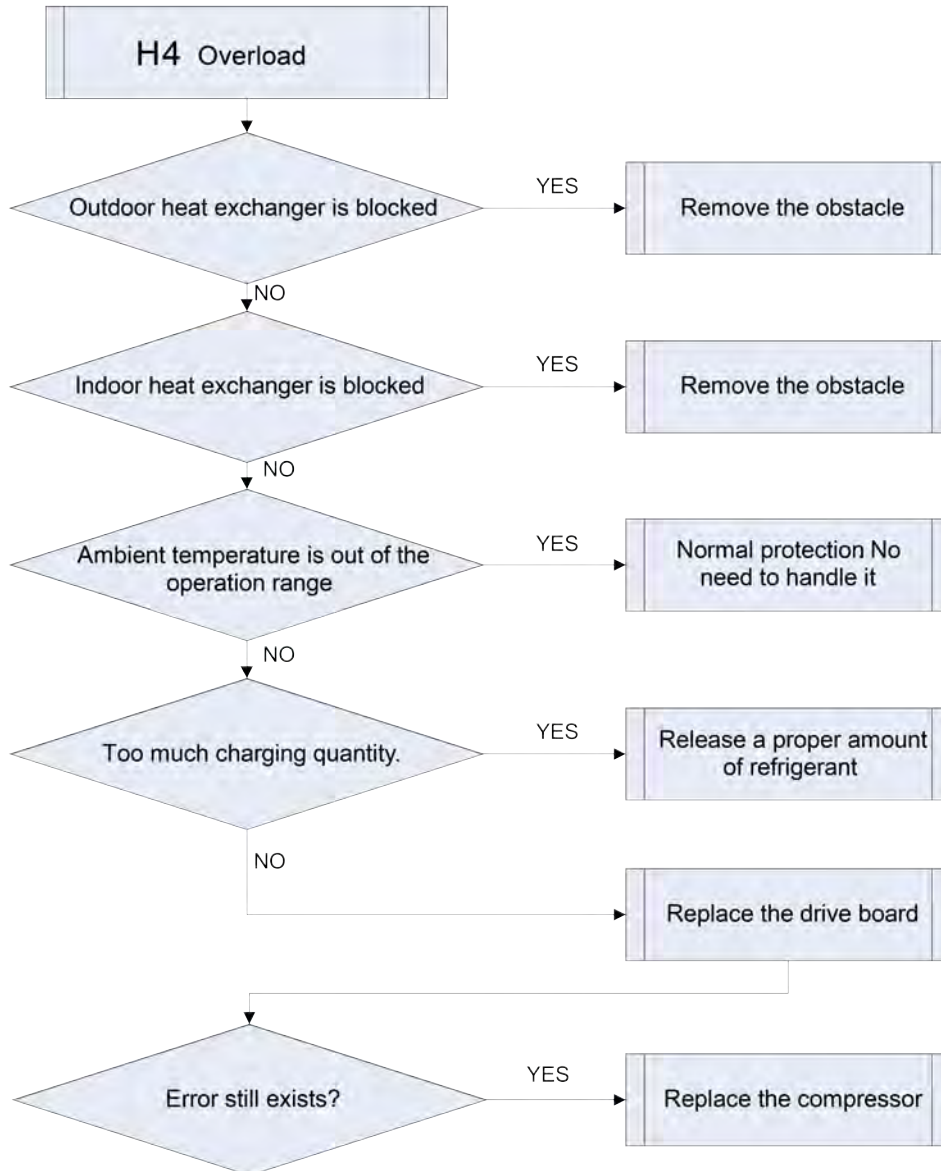 H4 Overload
Outdoor heat exchanger is blocked
YES
Remove the obstacle
NO
Indoor heat exchanger is blocked
YES
Remove the obstacle
NO
Ambient temperature is out of the
operation range
YES
Normal protection No
need to handle it
NO
Too much charging quantity.
YES
Release a proper amount
of refrigerant
NO
Replace the drive board
Error still exists?
YES
Replace the compressor